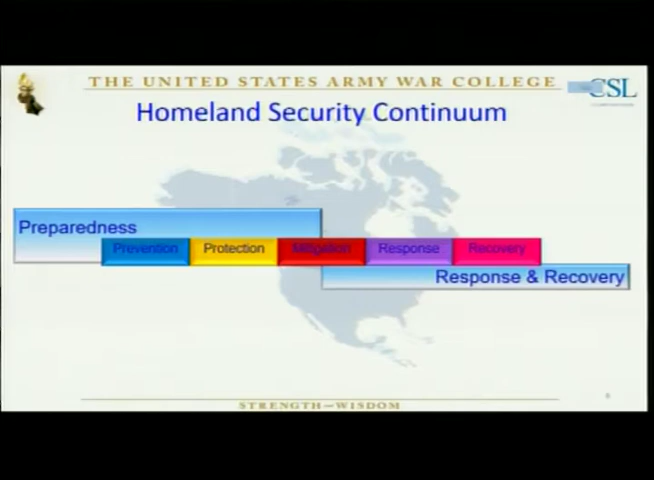 THE UNITED STATES ARMY WAR COLLEGE
CSL
Homeland Security Continuum
Preparedness
Prevention
Protection
Mitigation
Response
Recovery
Response & Recovery
STRENGTH—WISDOM